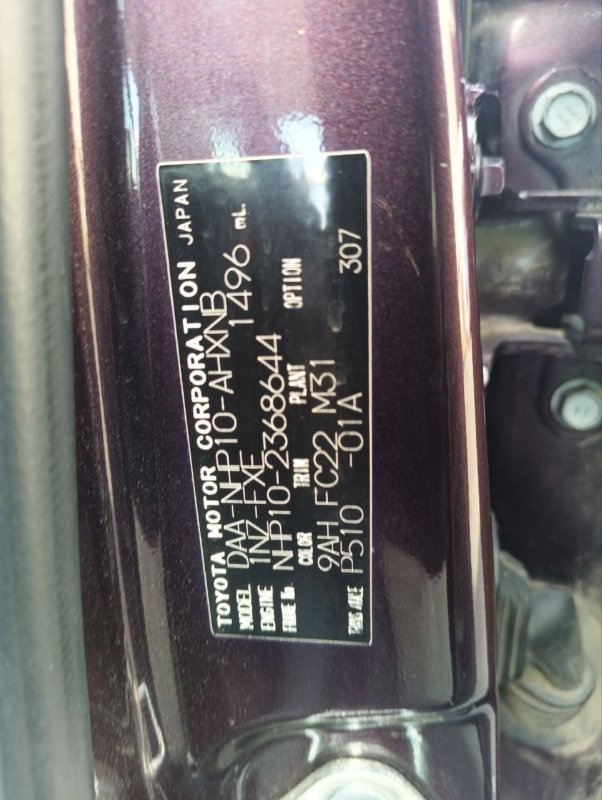 TOYOTA MOTOR CORPORATION JAPAN
MODEL DAA-NHP10-AHXNB
ENGINE 1NZ-FXE 1496 mL
FRAME No. NHP10-2368644
COLOR TRIM PLANT OPTION
9AH FC22 M31 307
TRANS./AXLE P510 -01A